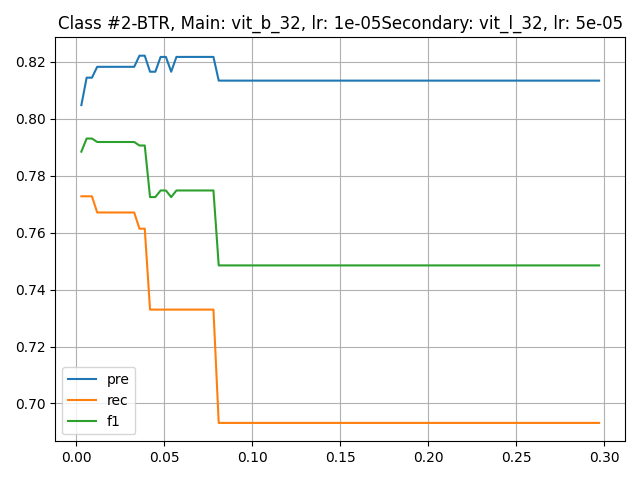 Class #2-BTR, Main: vit_b_32, lr: 1e-05Secondary: vit_l_32, lr: 5e-05
0.82
0.80
0.78
0.76
0.74
0.72
0.70
pre
rec
f1
0.00 0.05 0.10 0.15 0.20 0.25 0.30